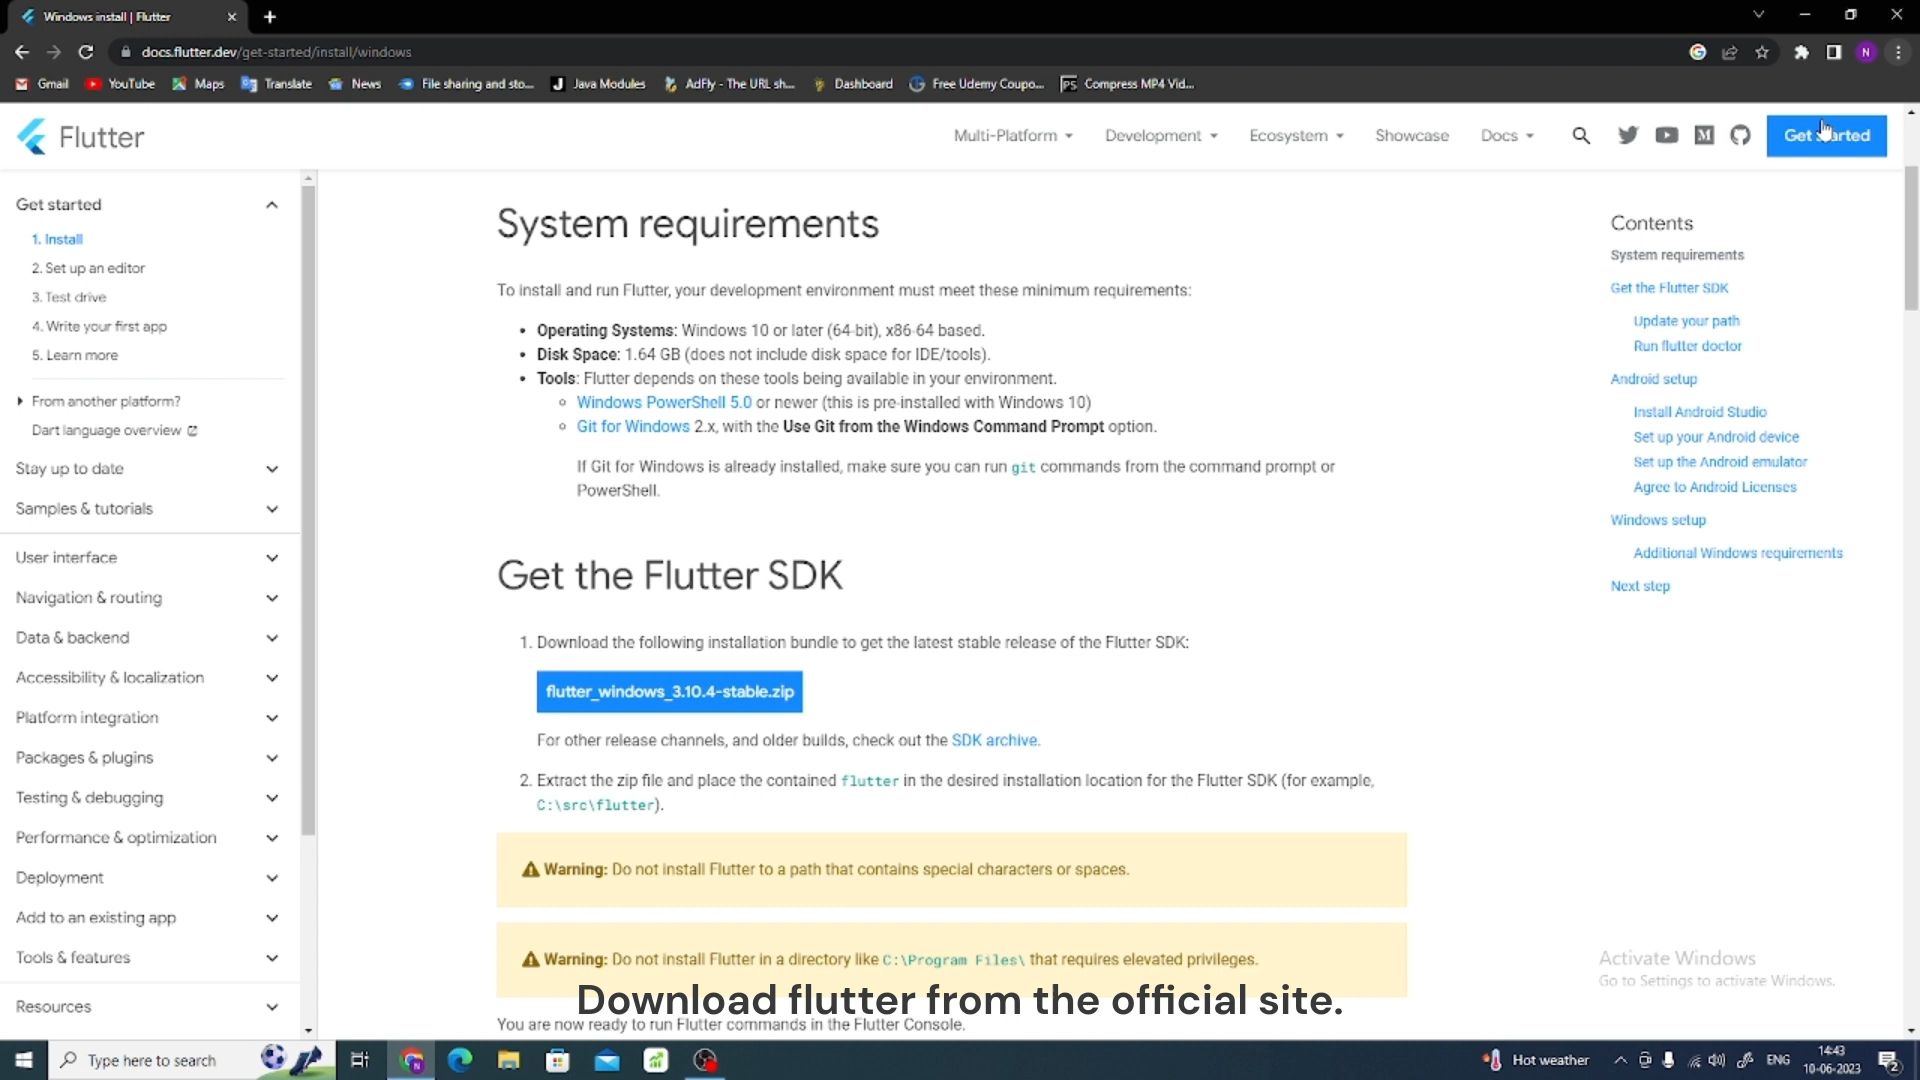 Windows install | Flutter
docs.flutter.dev/get-started/install/windows
N
Gmail YouTube Maps Translate News File sharing and sto... Java Modules AdFly - The URL sh... Dashboard Free Udemy Coupo... Compress MP4 Vid...
Flutter
Multi-Platform Development Ecosystem Showcase Docs
Get started
1. Install
2. Set up an editor
3. Test drive
4. Write your first app
5. Learn more
From another platform?
Dart language overview
Stay up to date
Samples & tutorials
User interface
Navigation & routing
Data & backend
Accessibility & localization
Platform integration
Packages & plugins
Testing & debugging
Performance & optimization
Deployment
Add to an existing app
Tools & features
Resources
System requirements
To install and run Flutter, your development environment must meet these minimum requirements:
• Operating Systems: Windows 10 or later (64-bit), x86-64 based.
• Disk Space: 1.64 GB (does not include disk space for IDE/tools).
• Tools: Flutter depends on these tools being available in your environment.
Windows PowerShell 5.0 or newer (this is pre-installed with Windows 10)
Git for Windows 2.x, with the Use Git from the Windows Command Prompt option.
If Git for Windows is already installed, make sure you can run git commands from the command prompt or
PowerShell.
Get the Flutter SDK
1. Download the following installation bundle to get the latest stable release of the Flutter SDK:
flutter_windows_3.10.4-stable.zip
For other release channels, and older builds, check out the SDK archive.
2. Extract the zip file and place the contained flutter in the desired installation location for the Flutter SDK (for example,
C:\src\flutter).
Warning: Do not install Flutter to a path that contains special characters or spaces.
Warning: Do not install Flutter in a directory like C:\Program Files\ that requires elevated privileges.
Download flutter from the official site.
You are now ready to run Flutter commands in the Flutter Console.
Contents
System requirements
Get the Flutter SDK
Update your path
Run flutter doctor
Android setup
Install Android Studio
Set up your Android device
Set up the Android emulator
Agree to Android Licenses
Windows setup
Additional Windows requirements
Next step
Activate Windows
Go to Settings to activate Windows.
Type here to search
Hot weather
ENG
14:43
10-06-2023
2